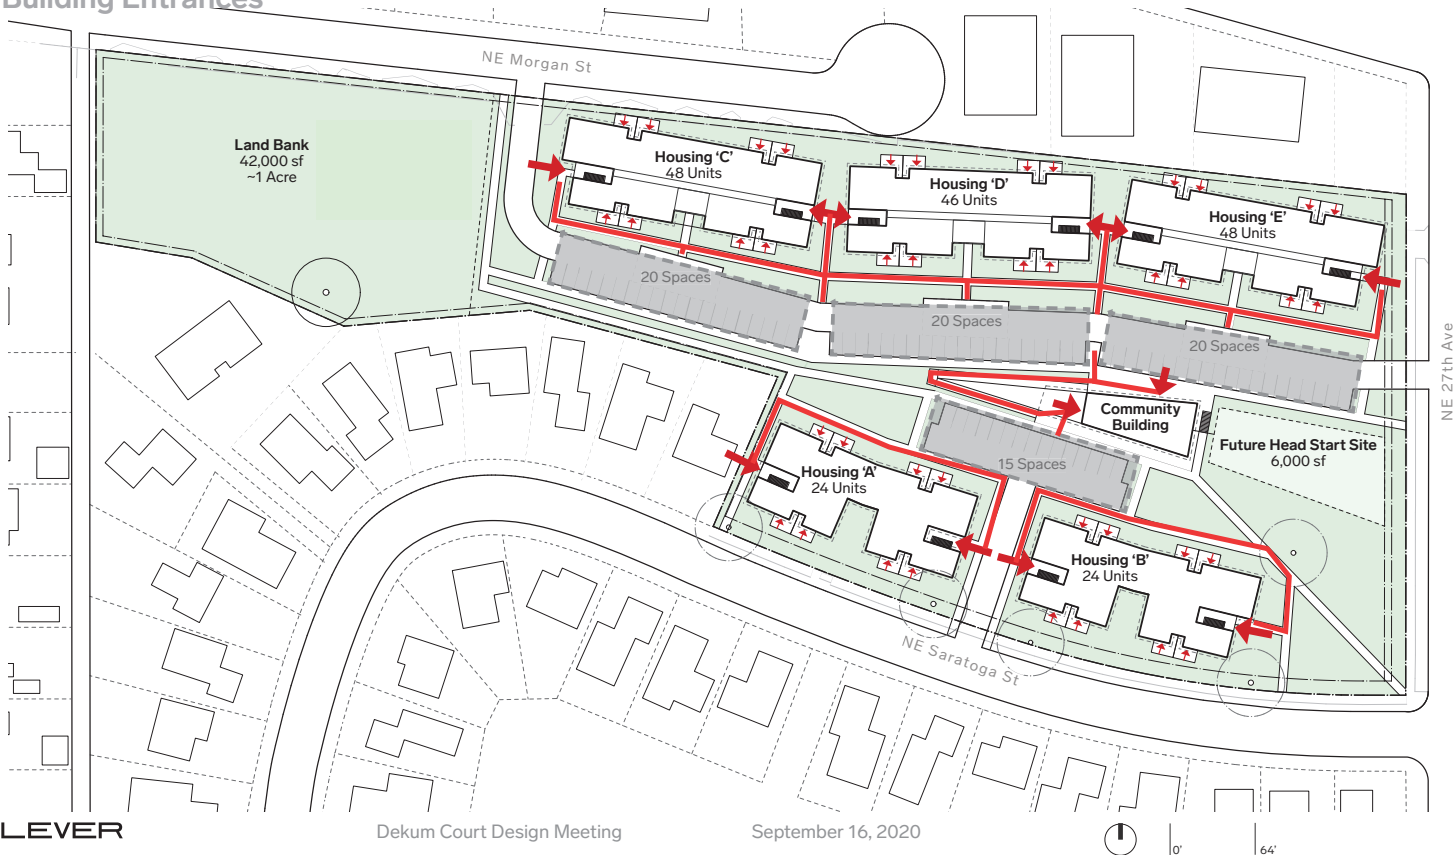 Building Entrances
NE Morgan St
Land Bank
42,000 sf
~1 Acre
Housing ‘C’
48 Units
Housing ‘D’
46 Units
Housing ‘E’
48 Units
20 Spaces
20 Spaces
20 Spaces
NE 27th Ave
Community
Building
Future Head Start Site
6,000 sf
15 Spaces
Housing ‘A’
24 Units
Housing ‘B’
24 Units
NE Saratoga St
LEVER
Dekum Court Design Meeting
September 16, 2020
0'
64'